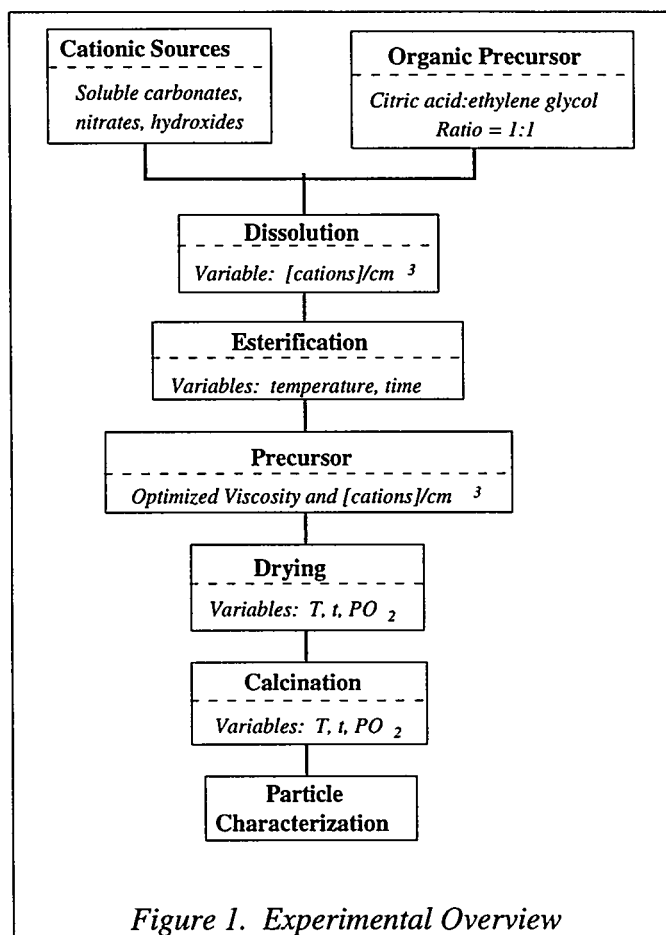 Cationic Sources
Soluble carbonates,
nitrates, hydroxides
Organic Precursor
Citric acid:ethylene glycol
Ratio = 1:1
Dissolution
Variable: [cations]/cm 3
Esterification
Variables: temperature, time
Precursor
Optimized Viscosity and [cations]/cm 3
Drying
Variables: T, t, PO 2
Calcination
Variables: T, t, PO 2
Particle
Characterization
Figure 1. Experimental Overview